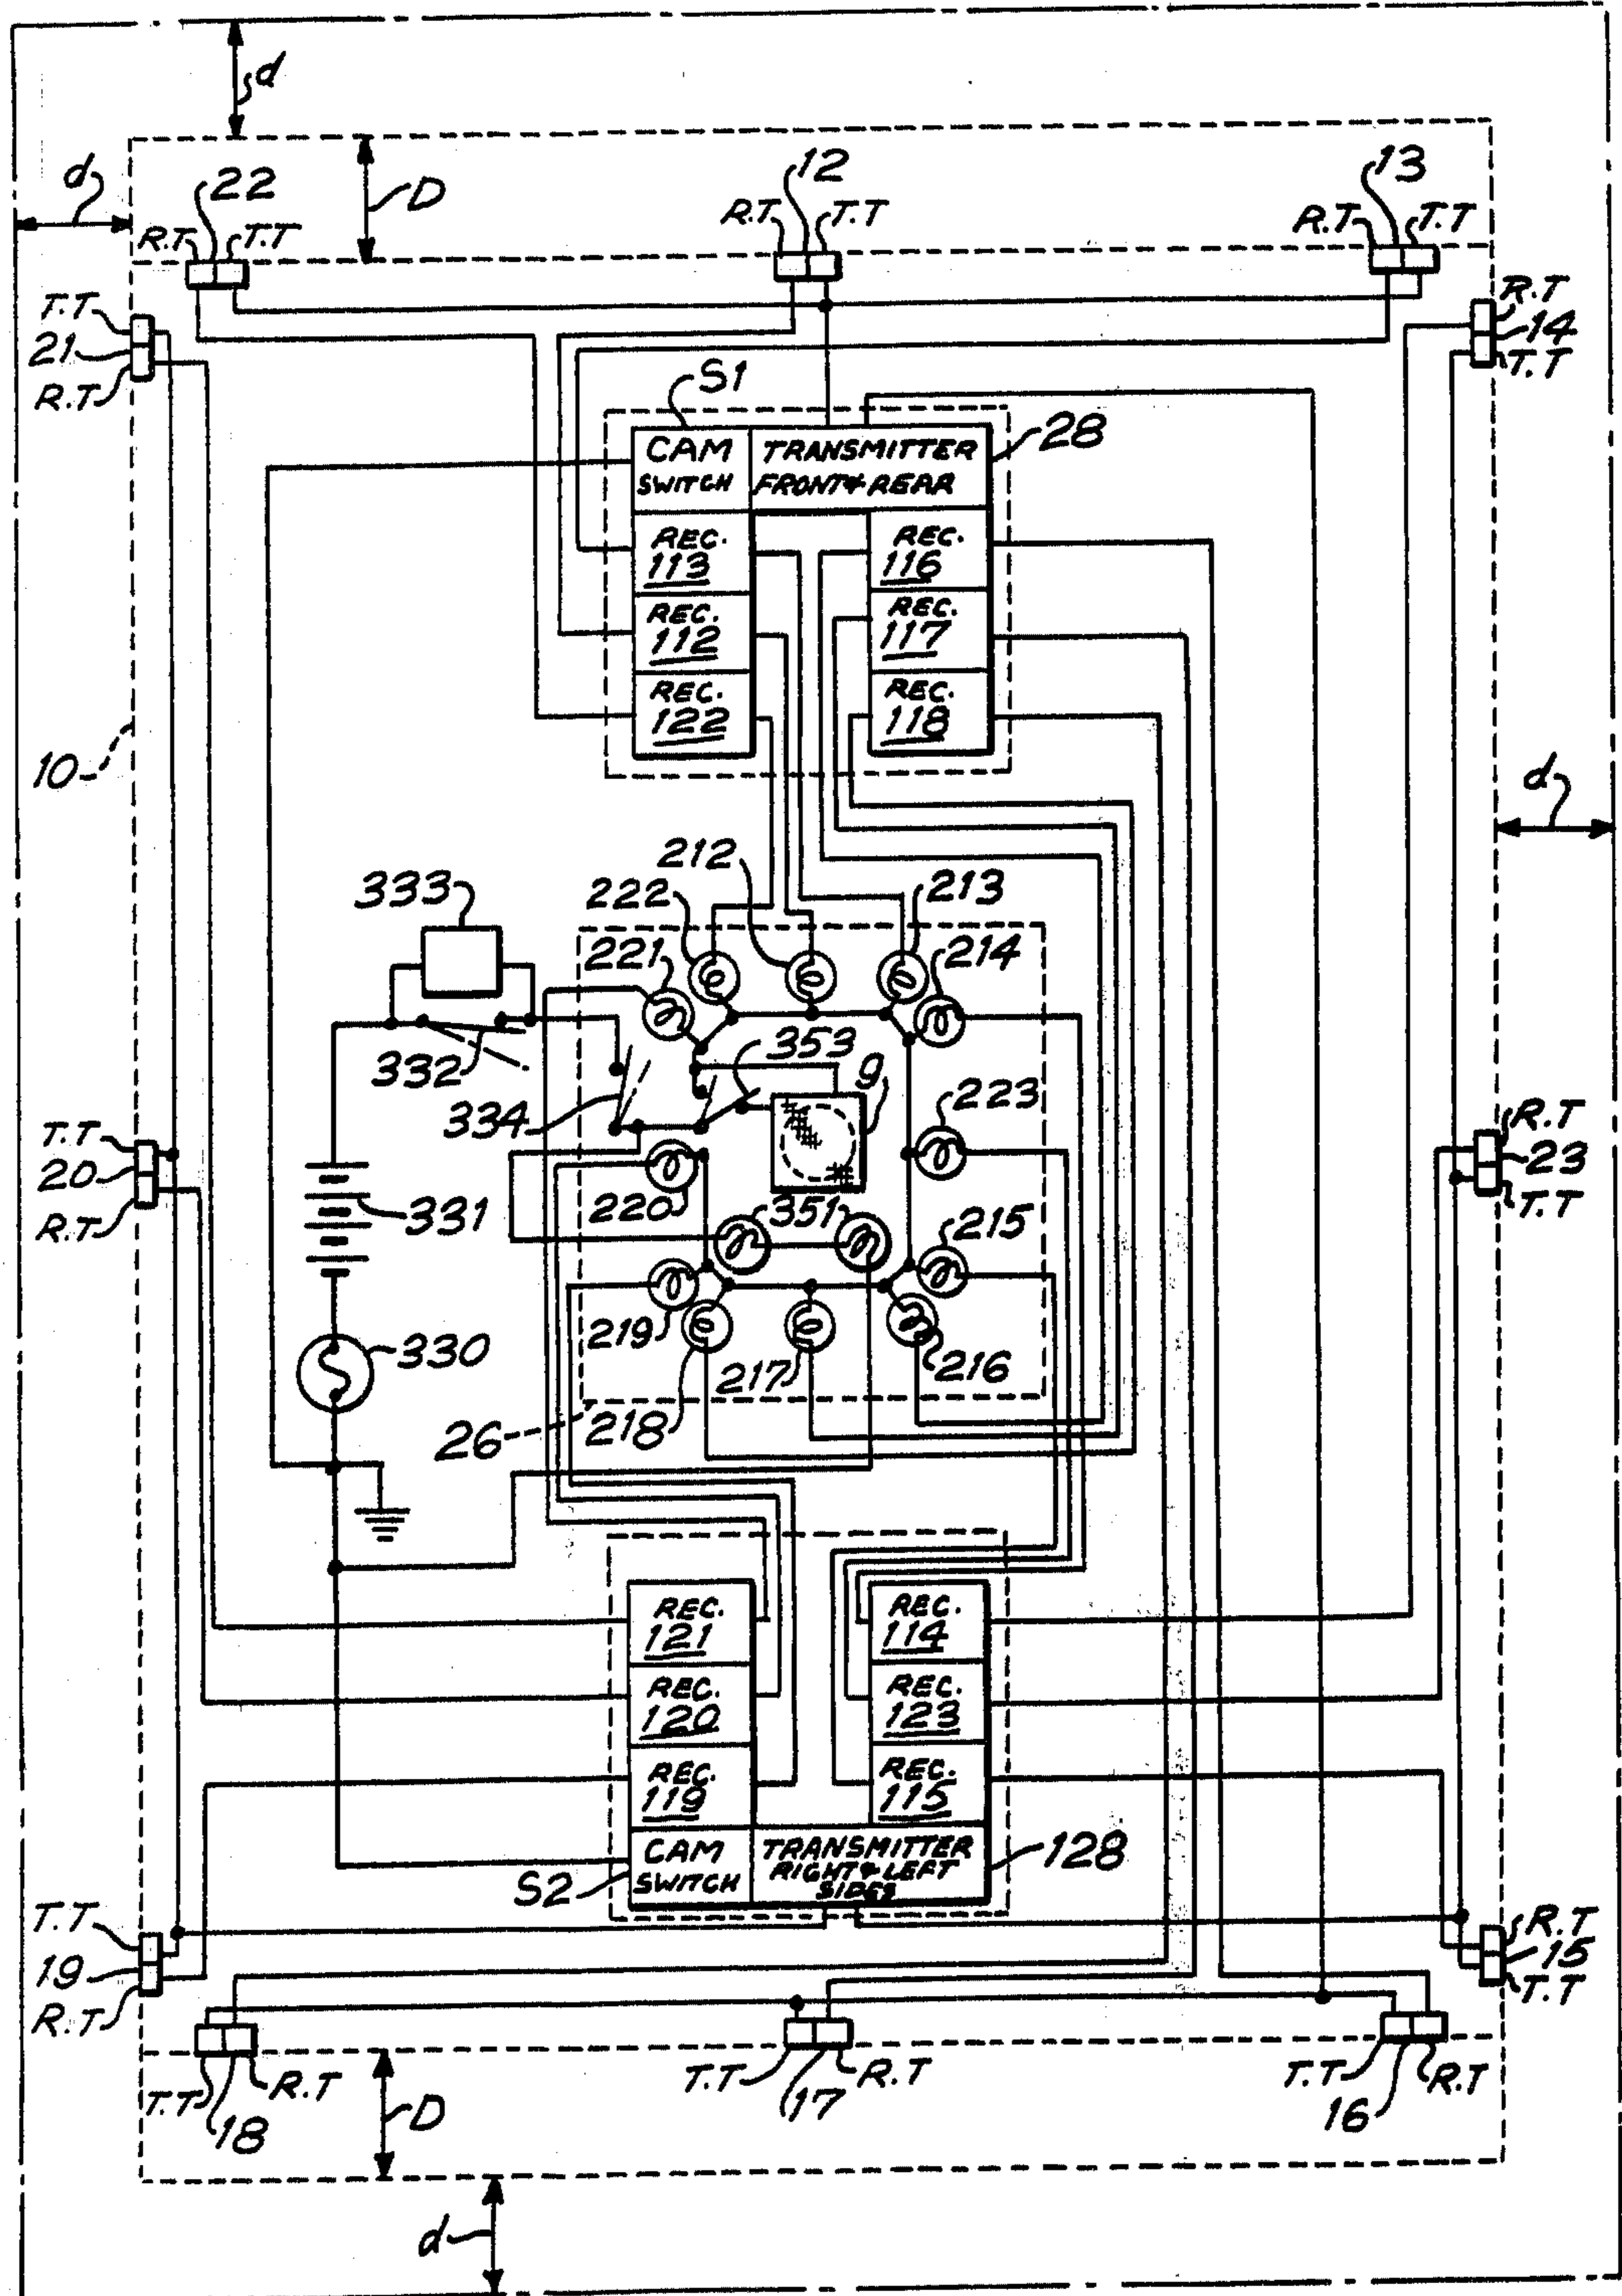 d
d
22
D
12
13
R.T
T.T
R.T
T.T
R.T
T.T
T.T
21
R.T
R.T
14
T.T
S1
28
CAM
SWITCH
TRANSMITTER
FRONT & REAR
REC.
113
REC.
116
REC.
112
REC.
117
REC.
122
REC.
118
10
d
212
333
222
213
221
214
332
353
9
334
223
T.T
20
R.T
R.T
23
T.T
220
331
351
215
330
219
217
216
26
218
REC.
121
REC.
114
REC.
120
REC.
123
REC.
119
REC.
115
CAM
SWITCH
TRANSMITTER
RIGHT & LEFT
SIDES
128
S2
T.T
19
R.T
R.T
15
T.T
T.T
18
R.T
D
T.T
17
R.T
T.T
16
R.T
d